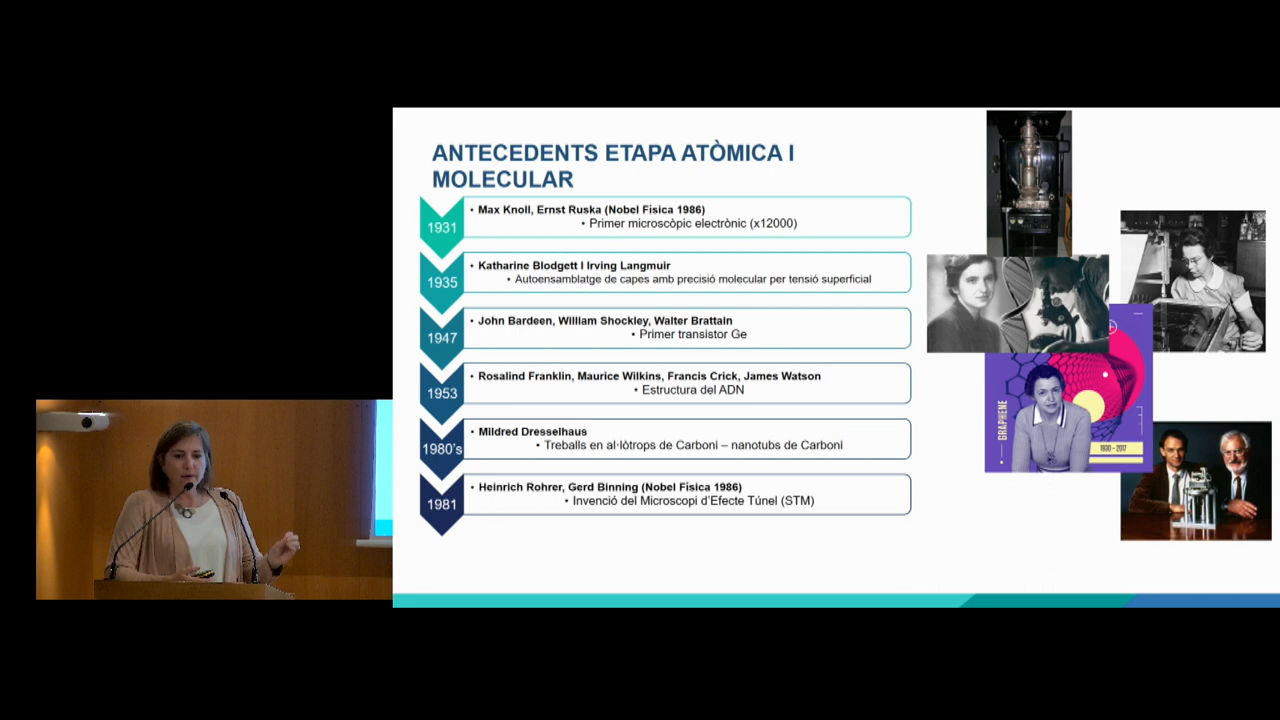 ANTECEDENTS ETAPA ATÒMICA I
MOLECULAR
1931
• Max Knoll, Ernst Ruska (Nobel Física 1986)
• Primer microscòpic electrònic (x12000)
1935
• Katharine Blodgett I Irving Langmuir
• Autoensamblatge de capes amb precisió molecular per tensió superficial
1947
• John Bardeen, William Shockley, Walter Brattain
• Primer transistor Ge
1953
• Rosalind Franklin, Maurice Wilkins, Francis Crick, James Watson
• Estructura del ADN
1980's
• Mildred Dresselhaus
• Treballs en al·lòtrops de Carboni – nanotubs de Carboni
1981
• Heinrich Rohrer, Gerd Binning (Nobel Física 1986)
• Invenció del Microscopi d'Efecte Túnel (STM)
GRAPHENE
1930 – 2017